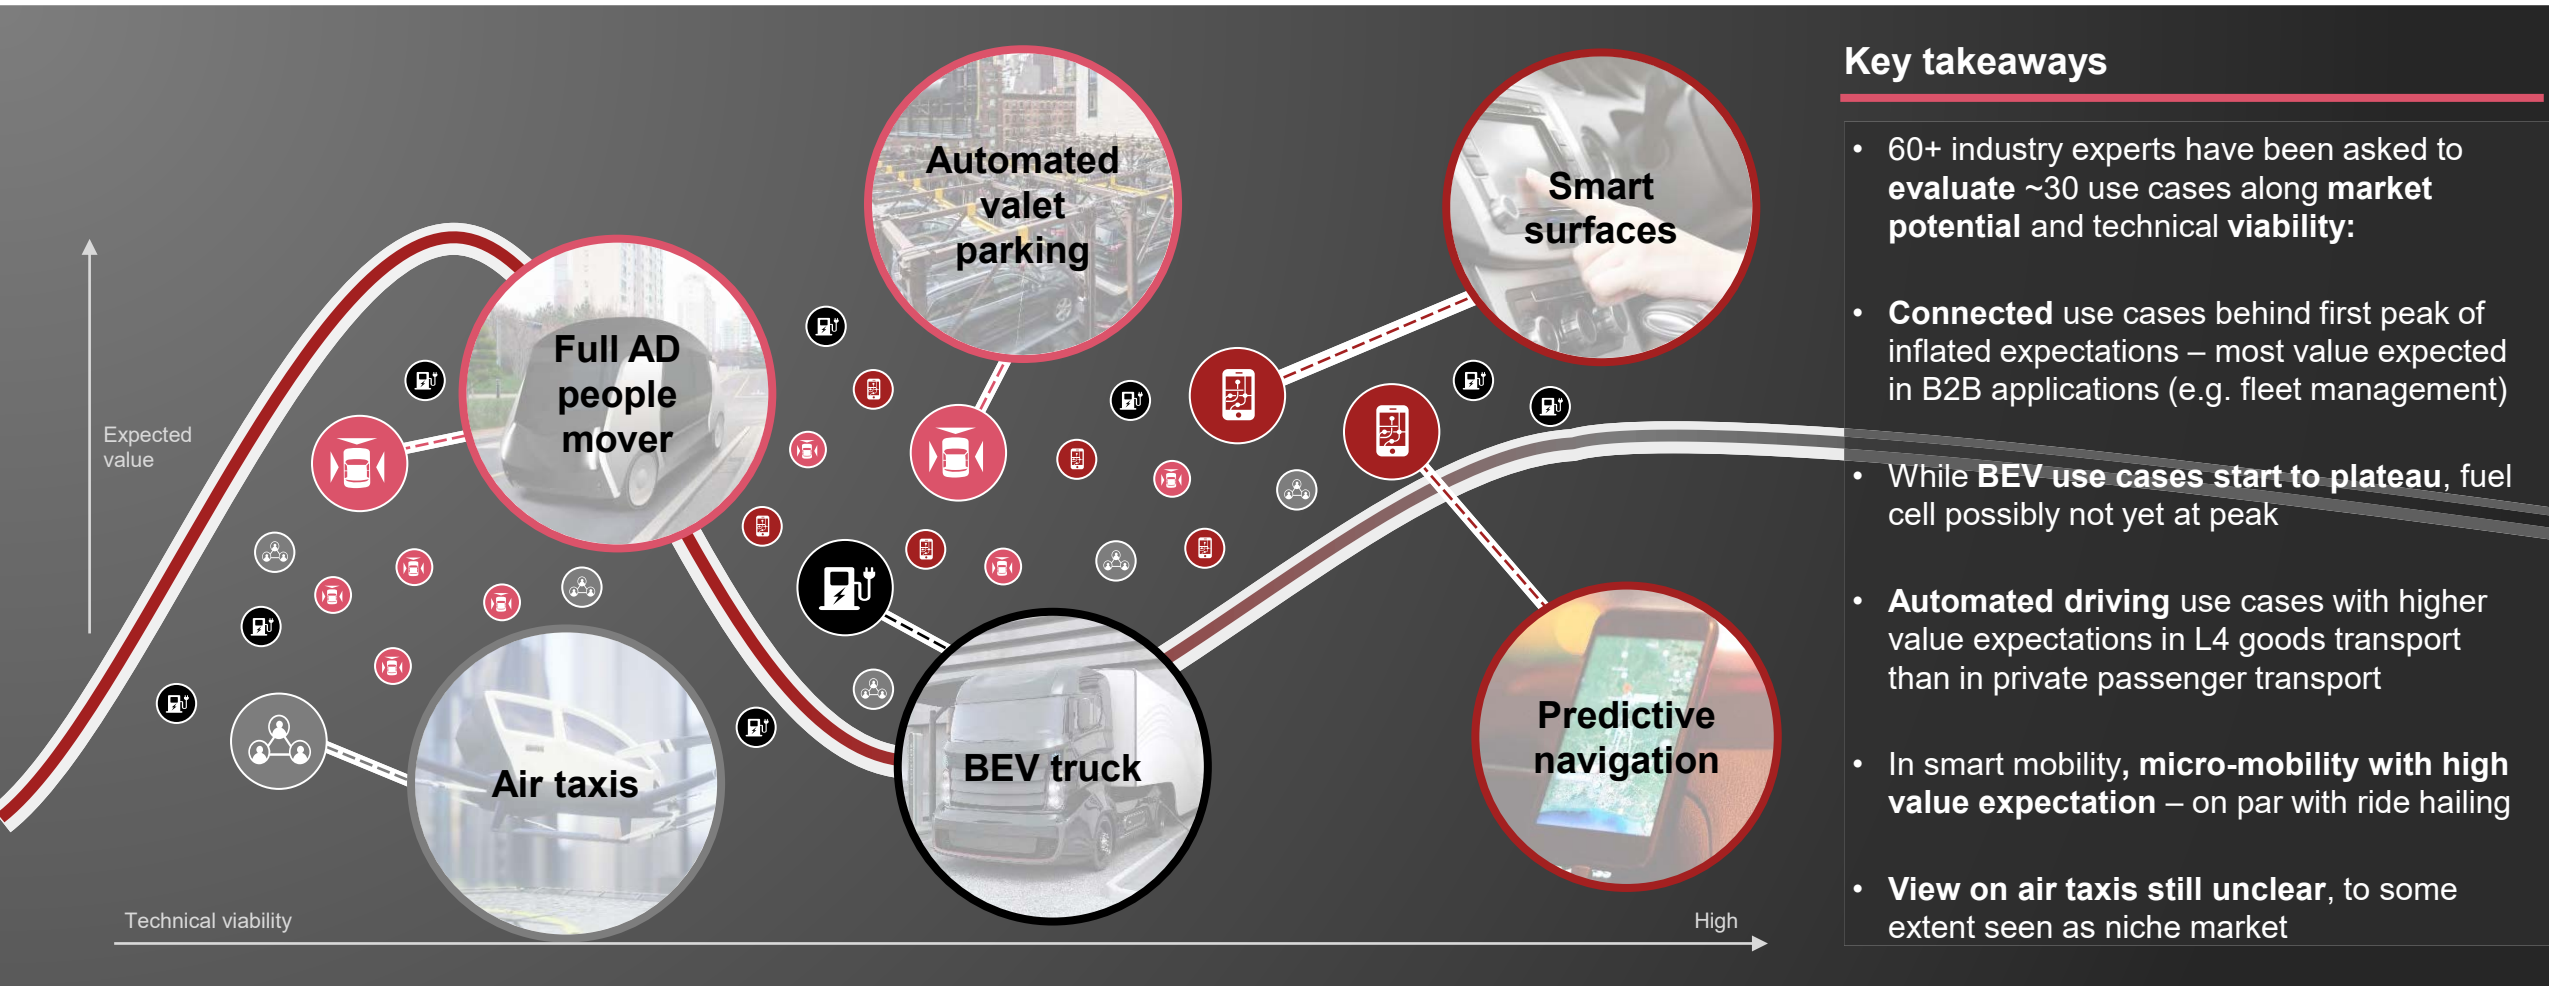 Automated
valet
parking
Smart
surfaces
Full AD
people
mover
Expected
value
Predictive
navigation
BEV truck
Air taxis
Technical viability
High
Key takeaways
• 60+ industry experts have been asked to
evaluate ~30 use cases along market
potential and technical viability:
• Connected use cases behind first peak of
inflated expectations – most value expected
in B2B applications (e.g. fleet management)
• While BEV use cases start to plateau, fuel
cell possibly not yet at peak
• Automated driving use cases with higher
value expectations in L4 goods transport
than in private passenger transport
• In smart mobility, micro-mobility with high
value expectation – on par with ride hailing
• View on air taxis still unclear, to some
extent seen as niche market